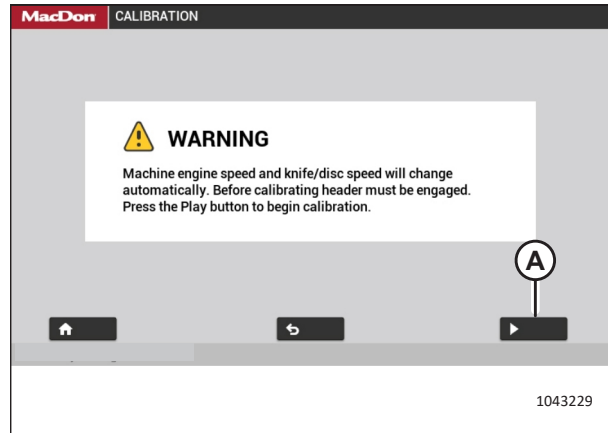 MacDon CALIBRATION
WARNING
Machine engine speed and knife/disc speed will change
automatically. Before calibrating header must be engaged.
Press the Play button to begin calibration.
A
1043229